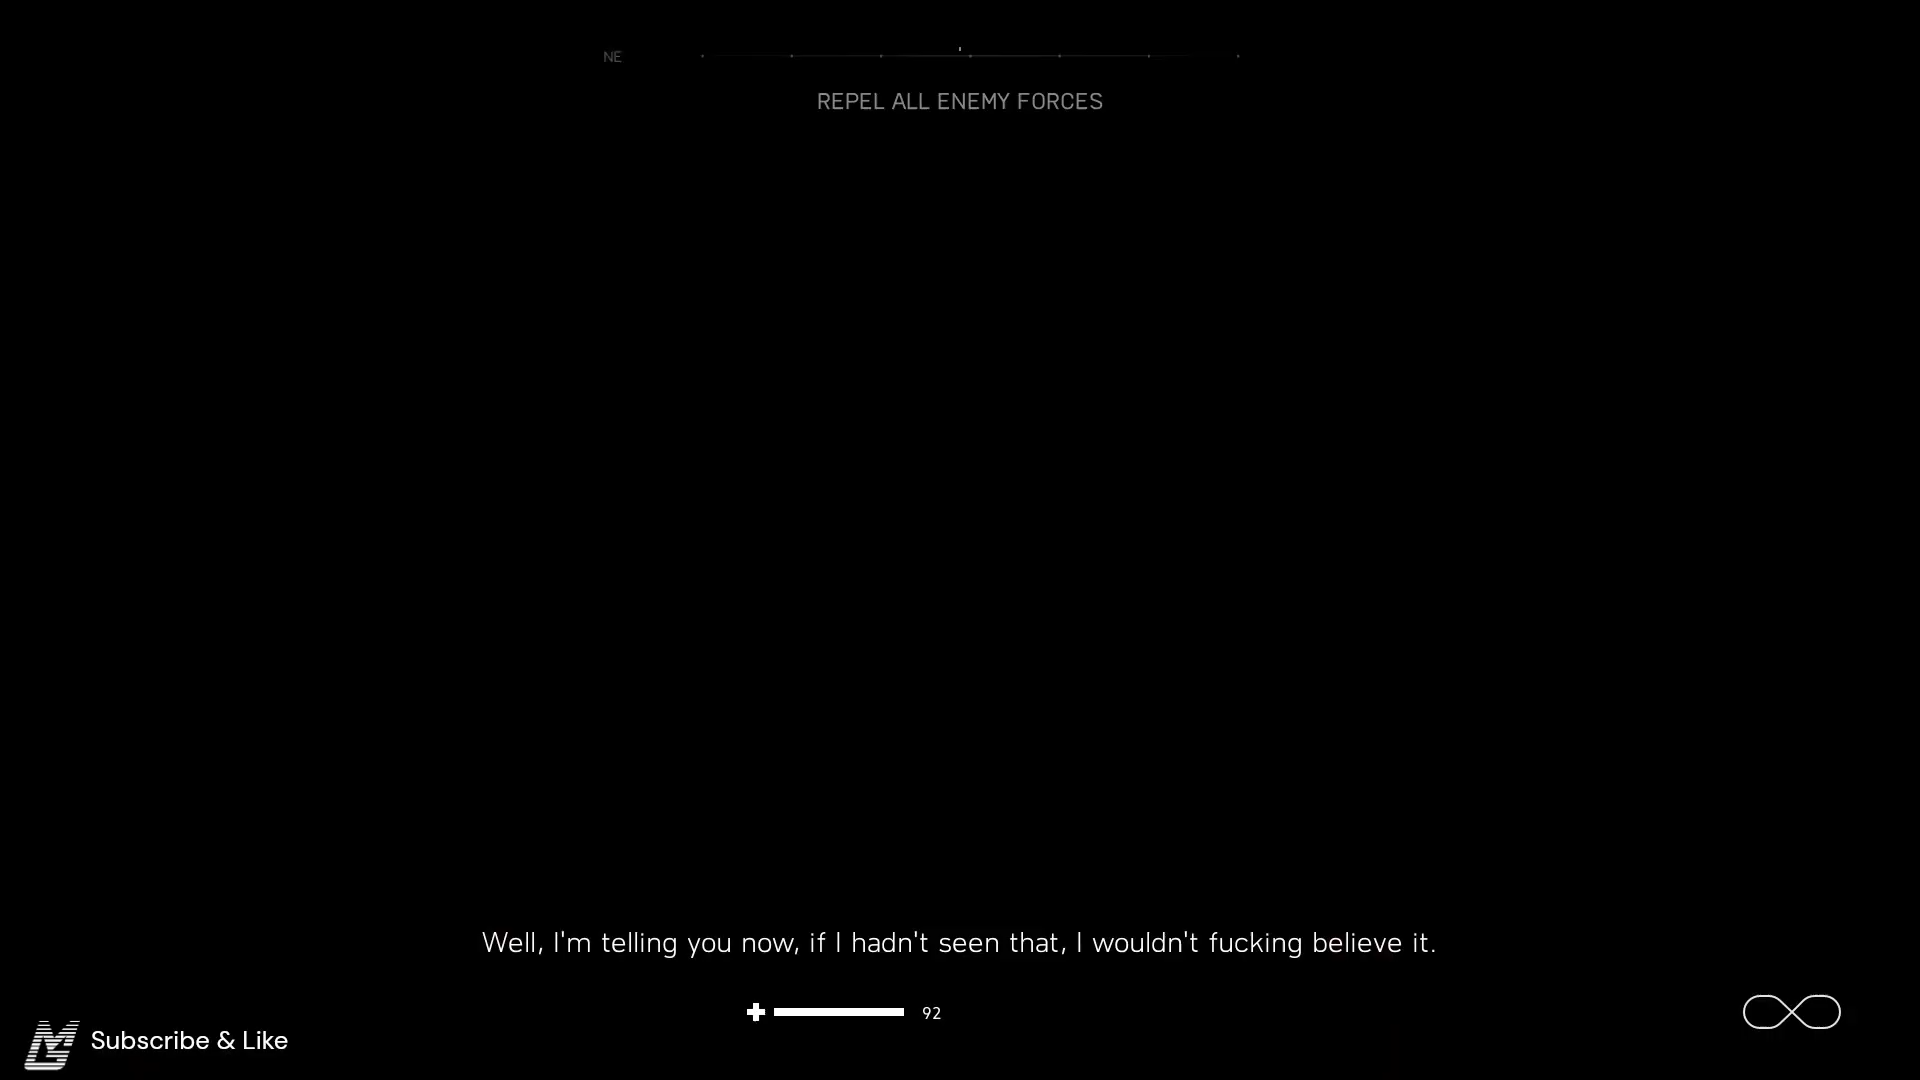 NE
REPEL ALL ENEMY FORCES
Well, I'm telling you now, if I hadn't seen that, I wouldn't fucking believe it.
92
Subscribe & Like